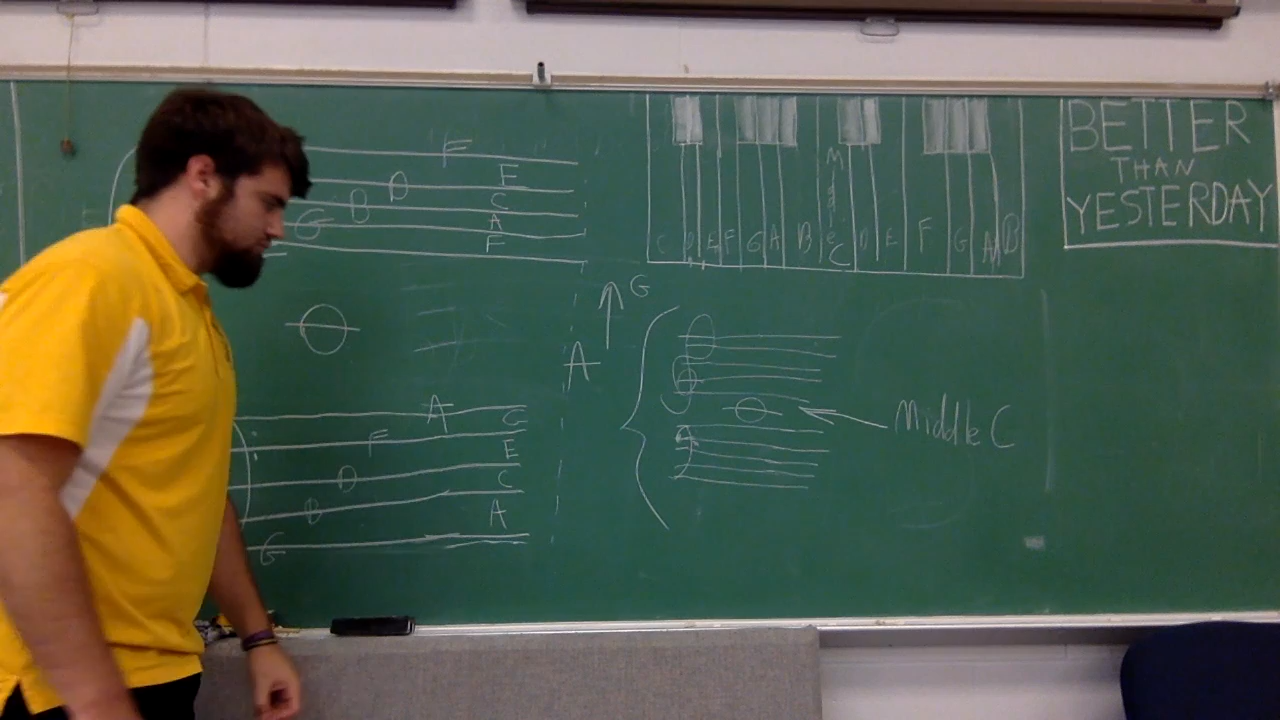 F
E
D
C
B
A
G
F
C D E F G A B Middle C D E F G A B
BETTER
THAN
YESTERDAY
G
A
Middle C
A
G
F
E
D
C
B
A
G